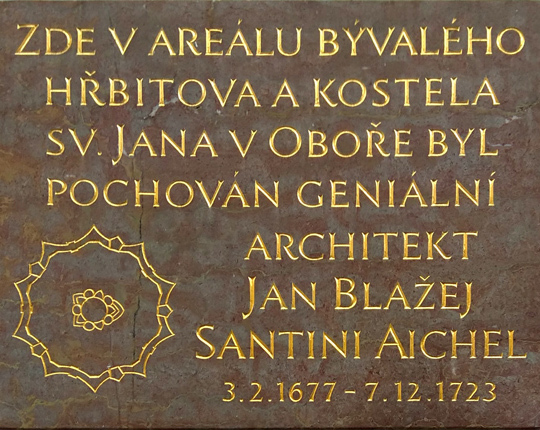 ZDE V AREÁLU BÝVALÉHO
HŘBITOVA A KOSTELA
SV. JANA V OBOŘE BYL
POCHOVÁN GENIÁLNÍ
ARCHITEKT
JAN BLAŽEJ
SANTINI AICHEL
3.2.1677 – 7.12.1723